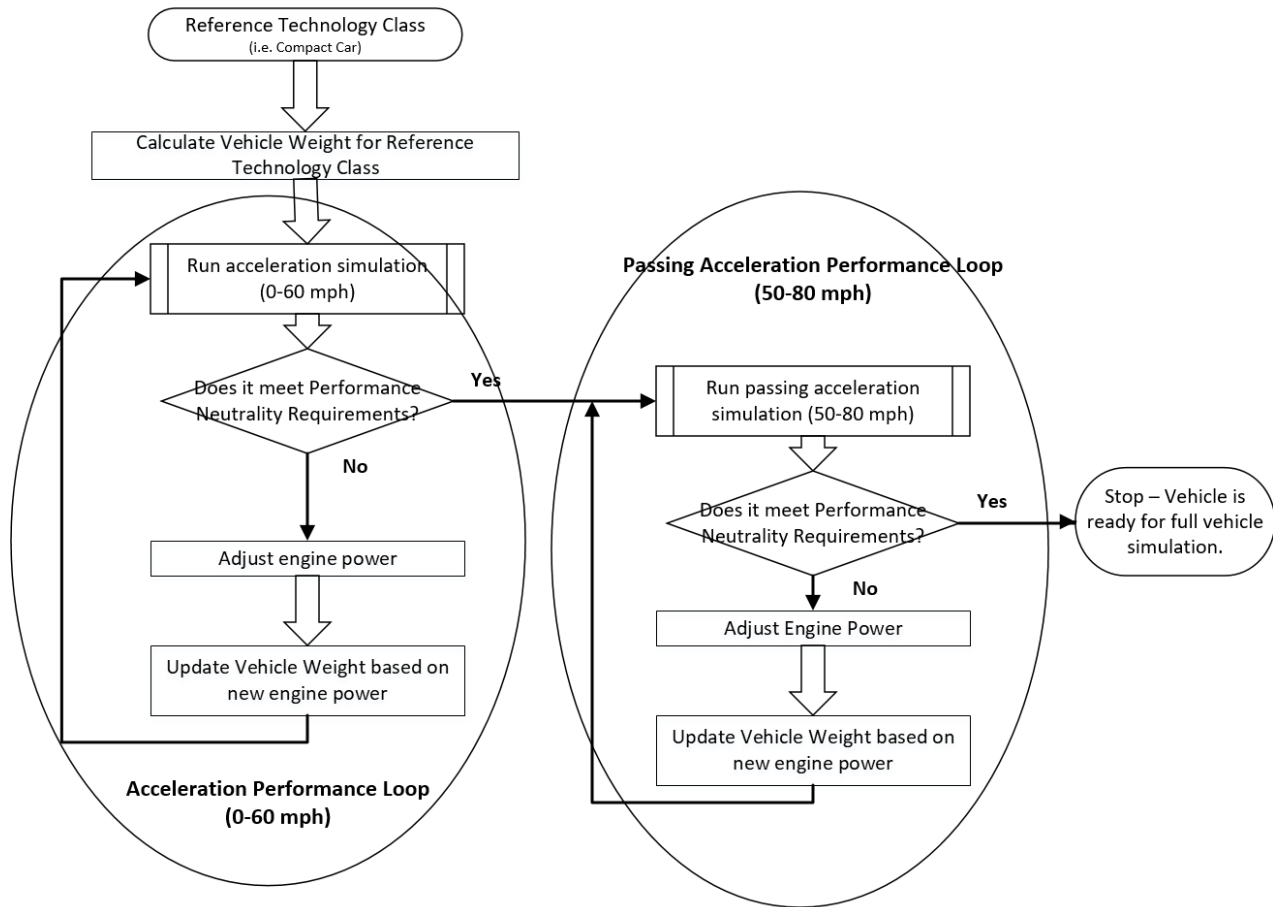 Reference Technology Class
(i.e. Compact Car)
Calculate Vehicle Weight for Reference
Technology Class
Run acceleration simulation
(0-60 mph)
Does it meet Performance
Neutrality Requirements?
Yes
No
Adjust engine power
Update Vehicle Weight based on
new engine power
Acceleration Performance Loop
(0-60 mph)
Passing Acceleration Performance Loop
(50-80 mph)
Run passing acceleration
simulation (50-80 mph)
Does it meet Performance
Neutrality Requirements?
Yes
No
Adjust Engine Power
Update Vehicle Weight based on
new engine power
Stop – Vehicle is
ready for full vehicle
simulation.